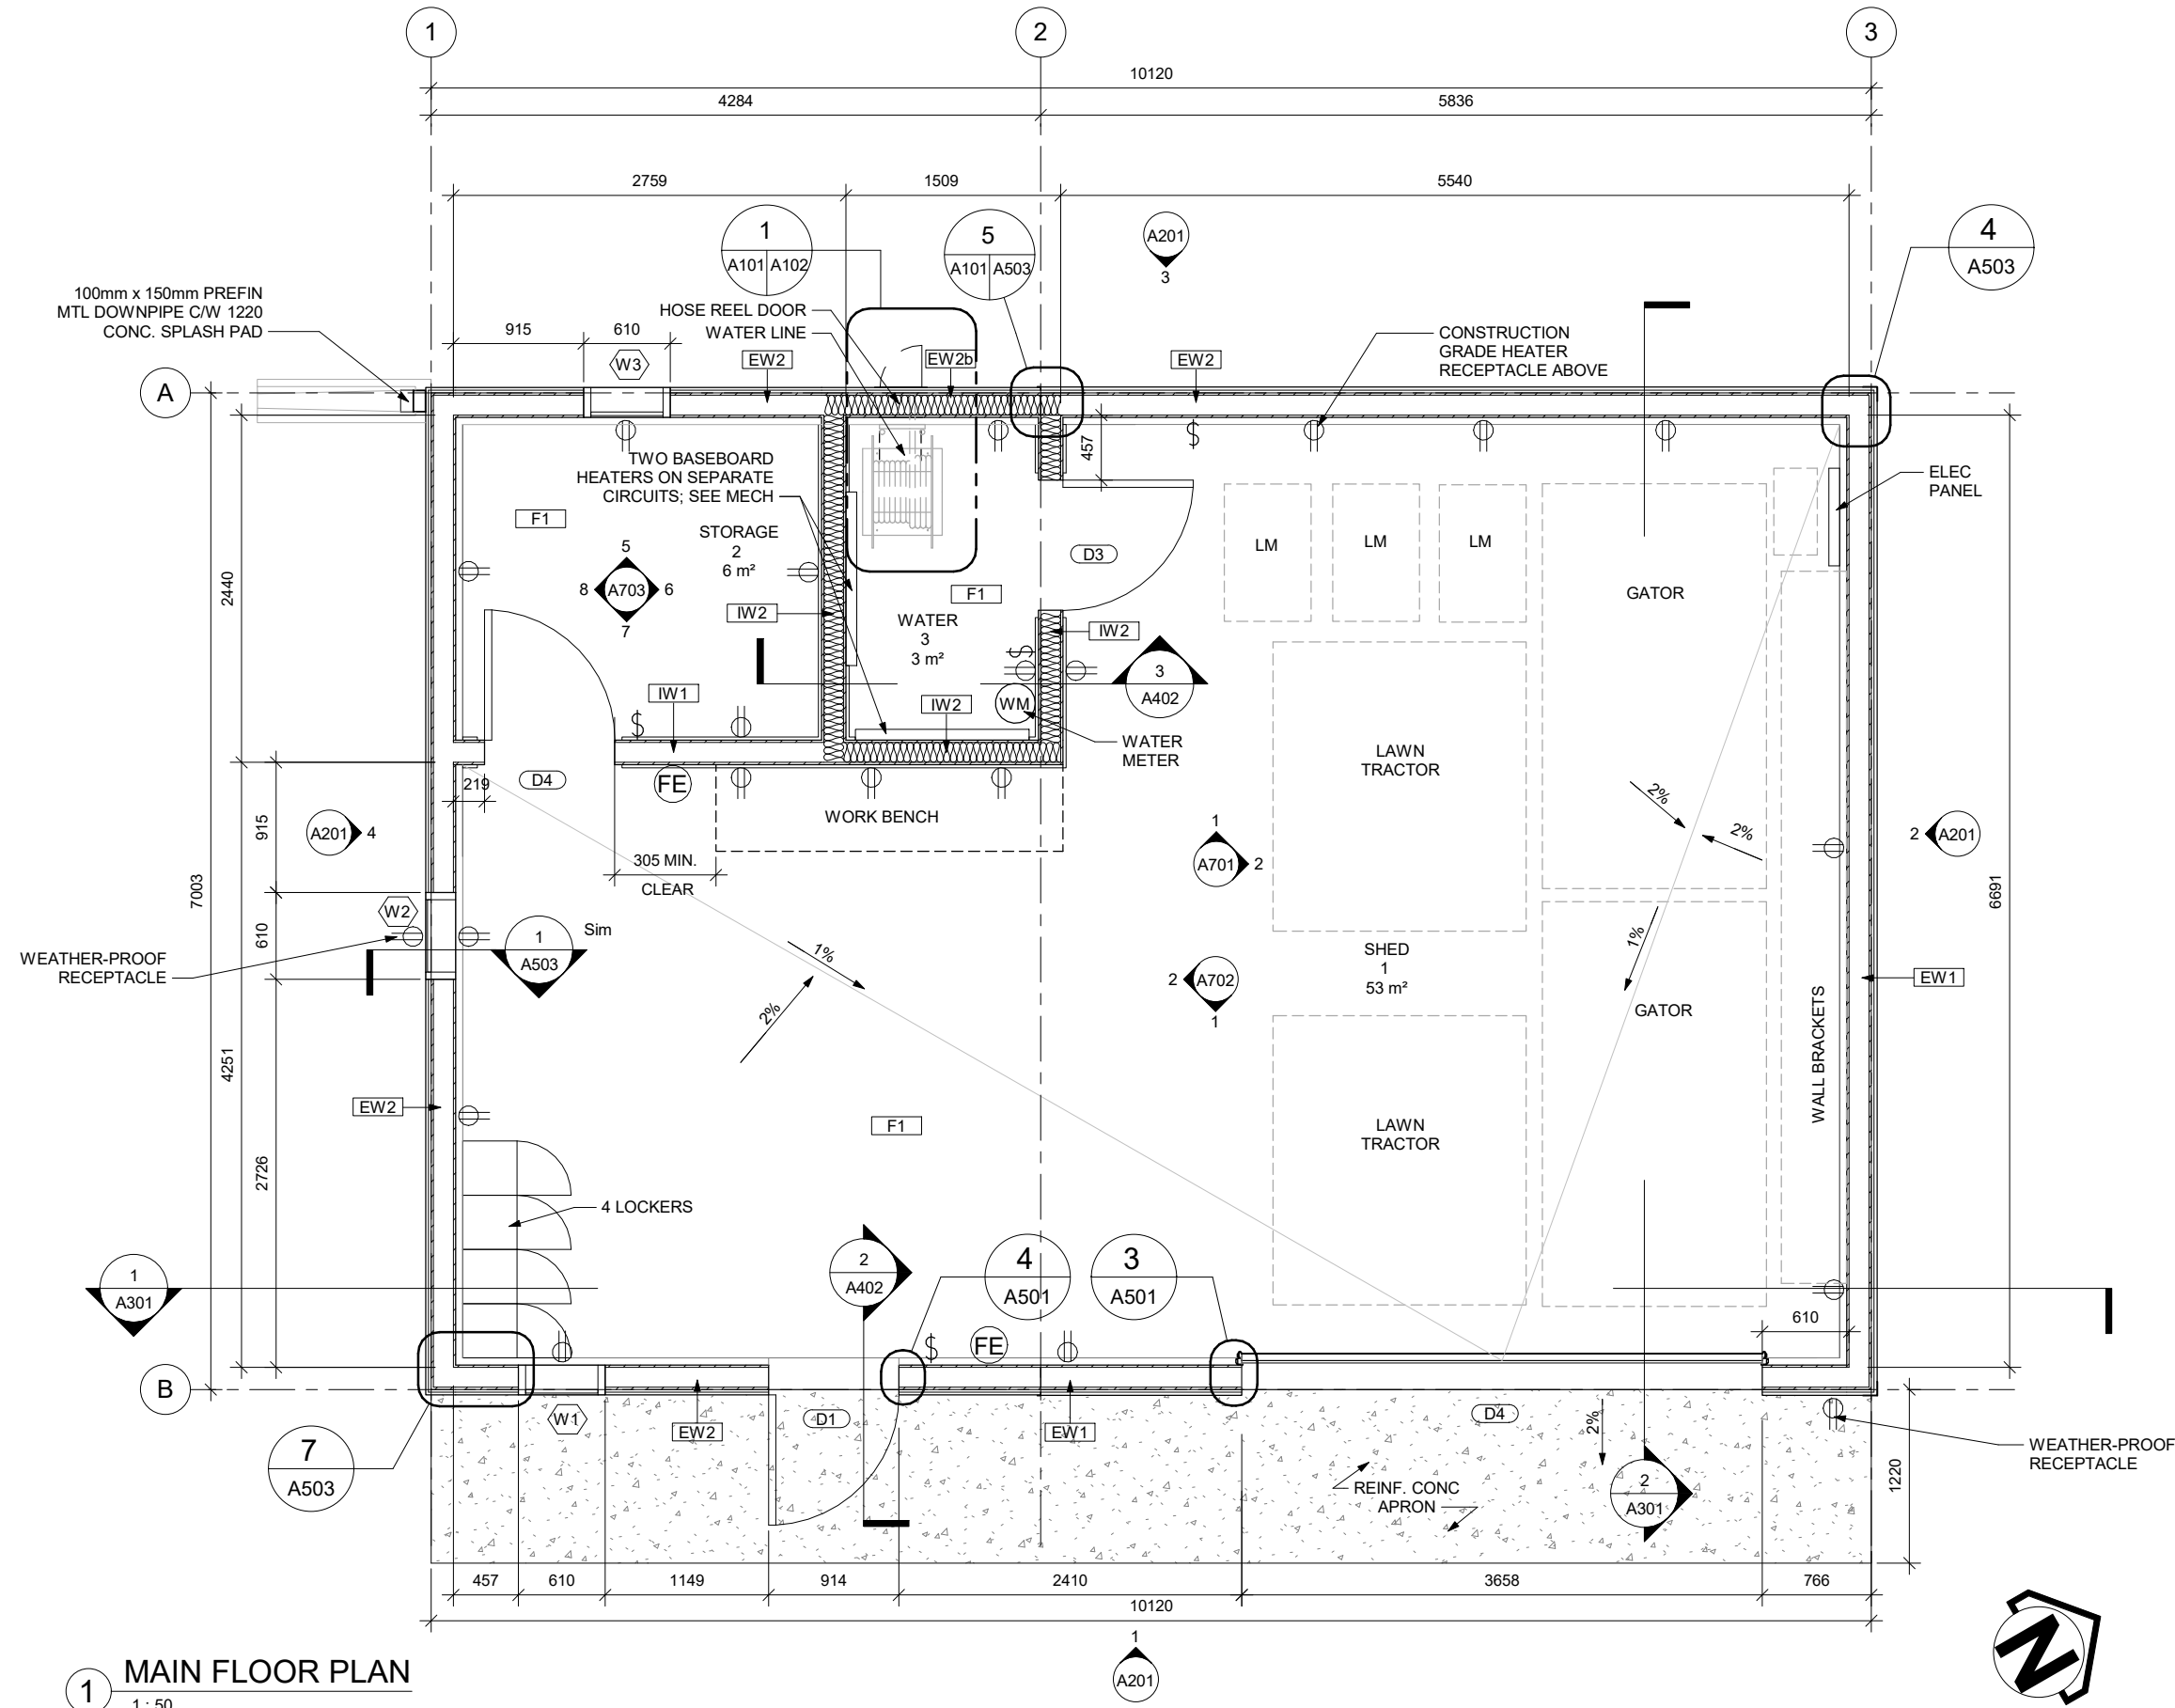 1
2
3
10120
4284
5836
2759
1509
5540
1
A101
A102
5
A101
A503
A201
3
4
A503
100mm x 150mm PREFIN
MTL DOWNPIPE C/W 1220
CONC. SPLASH PAD
HOSE REEL DOOR
WATER LINE
CONSTRUCTION
GRADE HEATER
RECEPTACLE ABOVE
915
610
W3
EW2
EW2b
EW2
A
457
TWO BASEBOARD
HEATERS ON SEPARATE
CIRCUITS; SEE MECH
ELEC
PANEL
F1
STORAGE
2
6 m²
LM
LM
LM
D3
5
8
A703
6
7
2440
F1
GATOR
IW2
WATER
3
3 m²
IW2
3
A402
IW1
IW2
WM
WATER
METER
LAWN
TRACTOR
219
D4
FE
WORK BENCH
2%
2%
A201
4
915
1
A701
2
2
A201
305 MIN.
CLEAR
7003
6691
W2
610
1
A503
Sim
WEATHER-PROOF
RECEPTACLE
1%
2%
1%
SHED
1
53 m²
2
A702
1
EW1
GATOR
WALL BRACKETS
4251
EW2
F1
LAWN
TRACTOR
2726
4 LOCKERS
1
A301
2
A402
4
A501
3
A501
610
FE
B
W1
EW2
D1
EW1
D4
2%
7
A503
WEATHER-PROOF
RECEPTACLE
1220
REINF. CONC
APRON
2
A301
457
610
1149
914
2410
3658
766
10120
1
A201
N
1
MAIN FLOOR PLAN
1 : 50